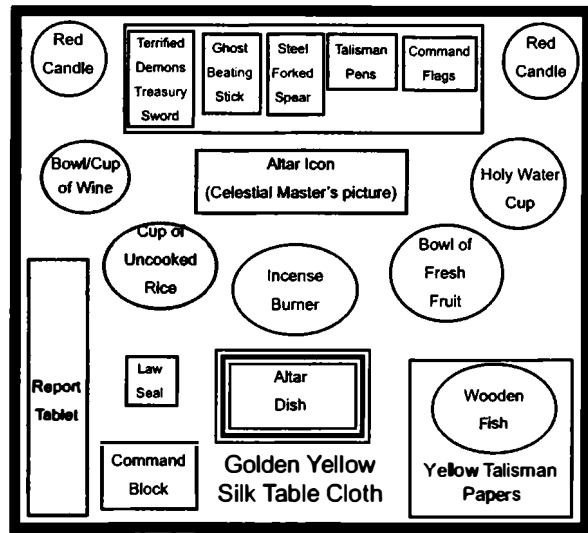 Red
Candle
Terrified
Demons
Treasury
Sword
Ghost
Beating
Stick
Steel
Forked
Spear
Talisman
Pens
Command
Flags
Red
Candle
Bowl/Cup
of Wine
Altar Icon
(Celestial Master's picture)
Holy Water
Cup
Cup of
Uncooked
Rice
Incense
Burner
Bowl of
Fresh
Fruit
Report
Tablet
Law
Seal
Altar
Dish
Wooden
Fish
Yellow Talisman
Papers
Command
Block
Golden Yellow
Silk Table Cloth